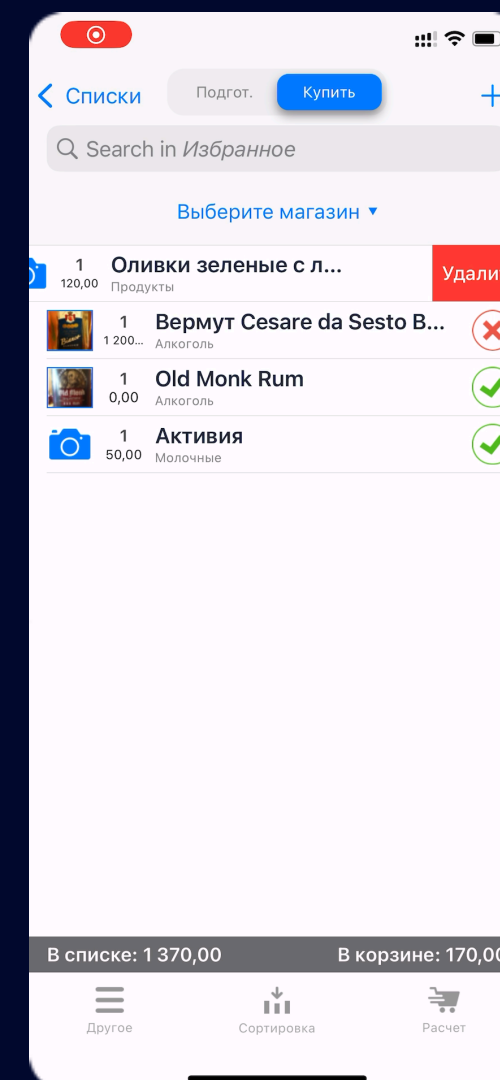 Списки
Подгот.
Купить
Search in Избранное
Выберите магазин ▼
1
120,00
Оливки зеленые с л...
Продукты
Удали
1
1 200...
Вермут Cesare da Sesto B...
Алкоголь
1
0,00
Old Monk Rum
Алкоголь
1
50,00
Активия
Молочные
В списке: 1 370,00
В корзине: 170,00
Другое
Сортировка
Расчет